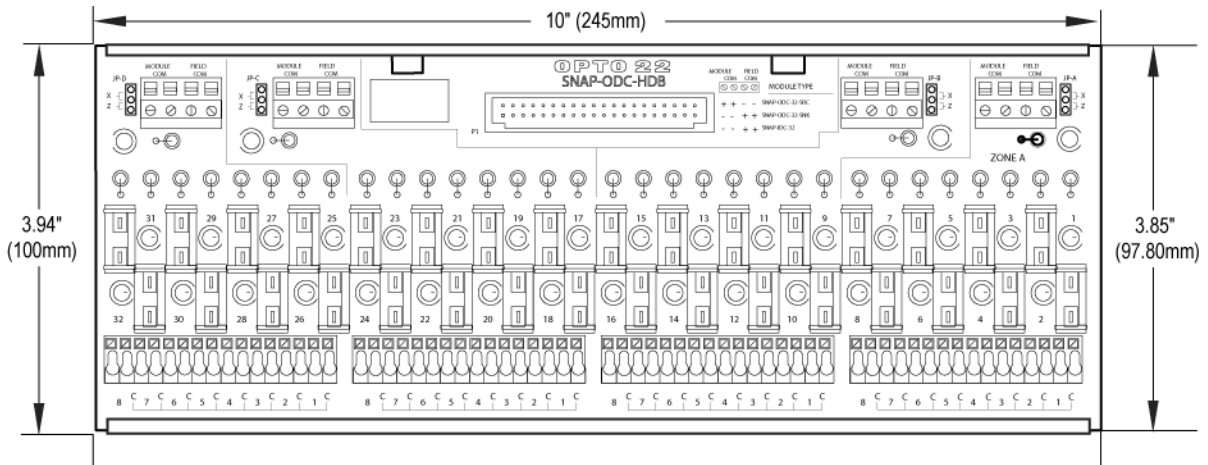 10" (245mm)
3.94"
(100mm)
3.85"
(97.80mm)
OPTO 22
SNAP-ODC-HDB
JP-D
MODULE COM FIELD COM
X
Z
JP-C
MODULE COM FIELD COM
X
Z
P1
MODULE COM FIELD COM
MODULE TYPE
+ + - - SNAP-ODC-32-SRC
- - + + SNAP-ODC-32-SNK
- - + + SNAP-IDC-32
MODULE COM FIELD COM
JP-B
X
Z
MODULE COM FIELD COM
JP-A
X
Z
ZONE A
31 29 27 25 23 21 19 17 15 13 11 9 7 5 3 1
32 30 28 26 24 22 20 18 16 14 12 10 8 6 4 2
8 C 7 C 6 C 5 C 4 C 3 C 2 C 1 C 8 C 7 C 6 C 5 C 4 C 3 C 2 C 1 C 8 C 7 C 6 C 5 C 4 C 3 C 2 C 1 C 8 C 7 C 6 C 5 C 4 C 3 C 2 C 1 C